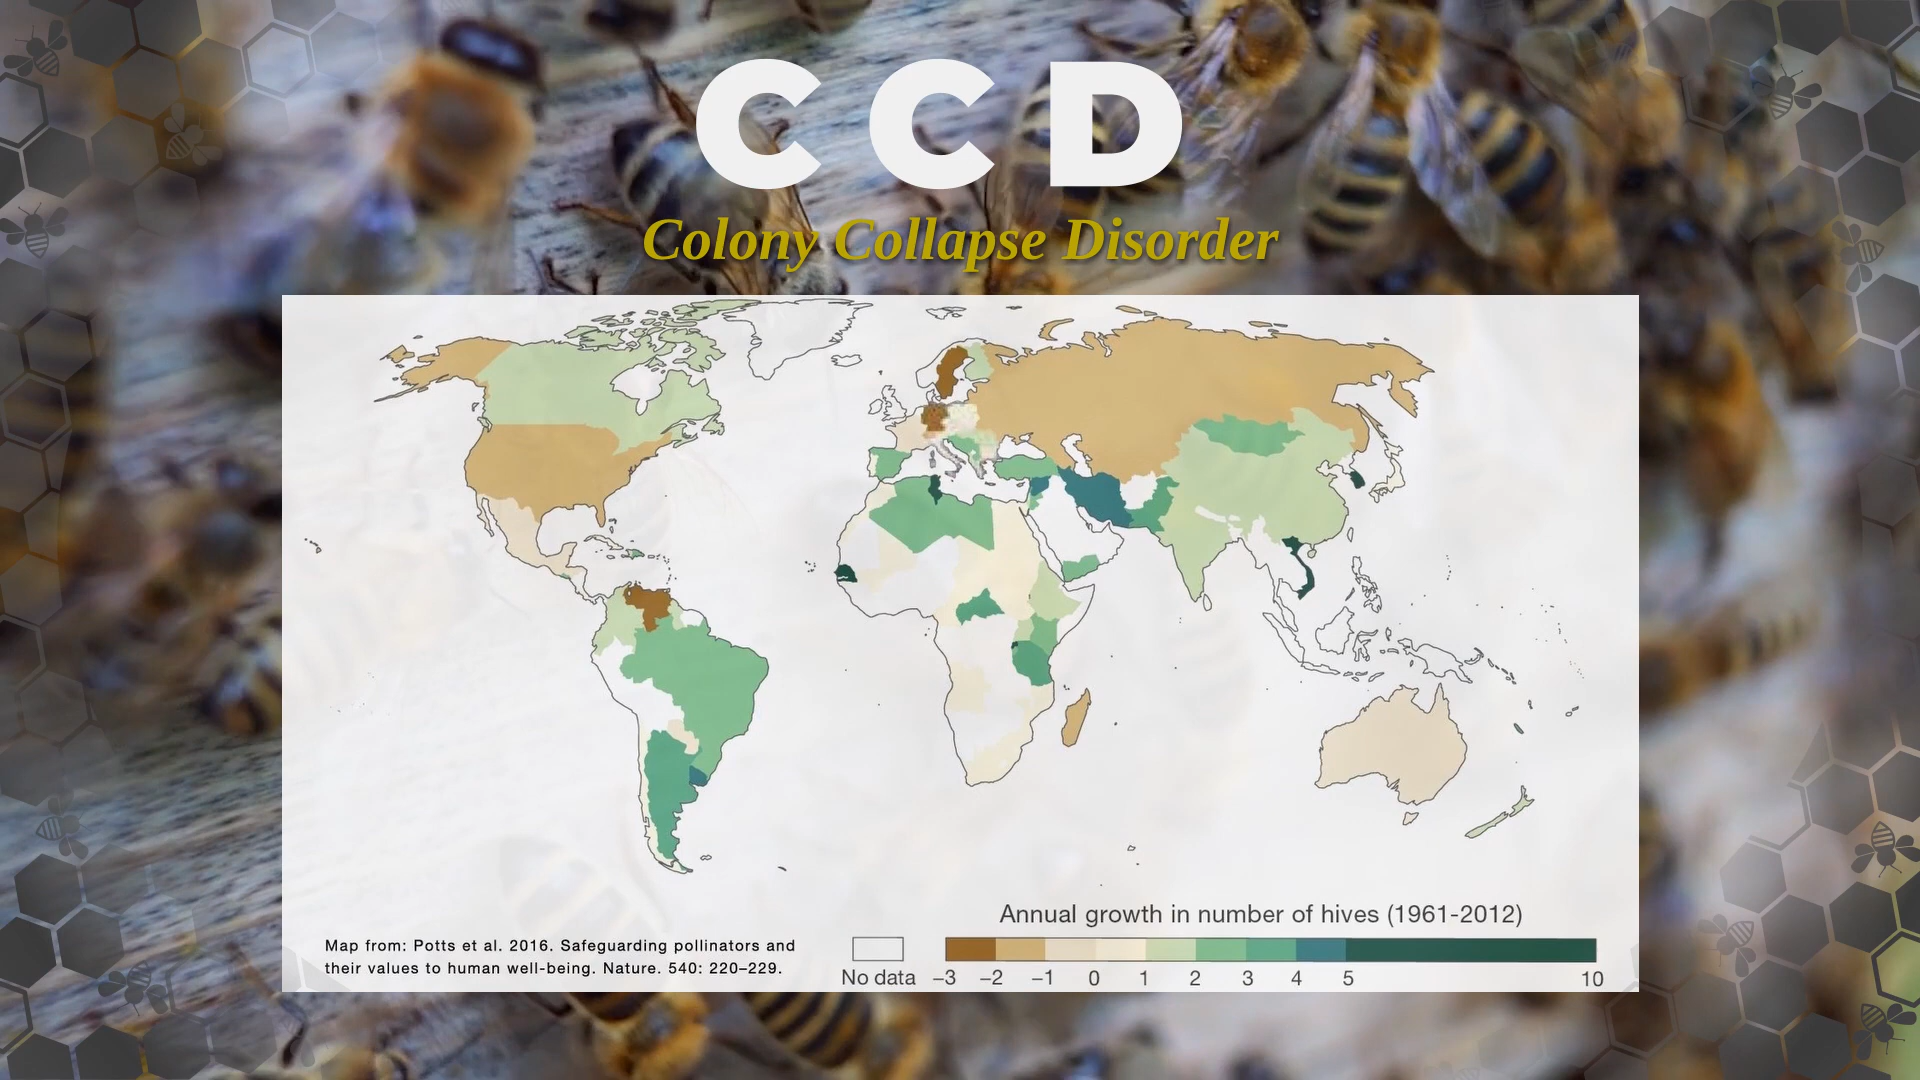 CCD
Colony Collapse Disorder
Annual growth in number of hives (1961-2012)
Map from: Potts et al. 2016. Safeguarding pollinators and
their values to human well-being. Nature. 540: 220–229.
No data −3 −2 −1 0 1 2 3 4 5 10